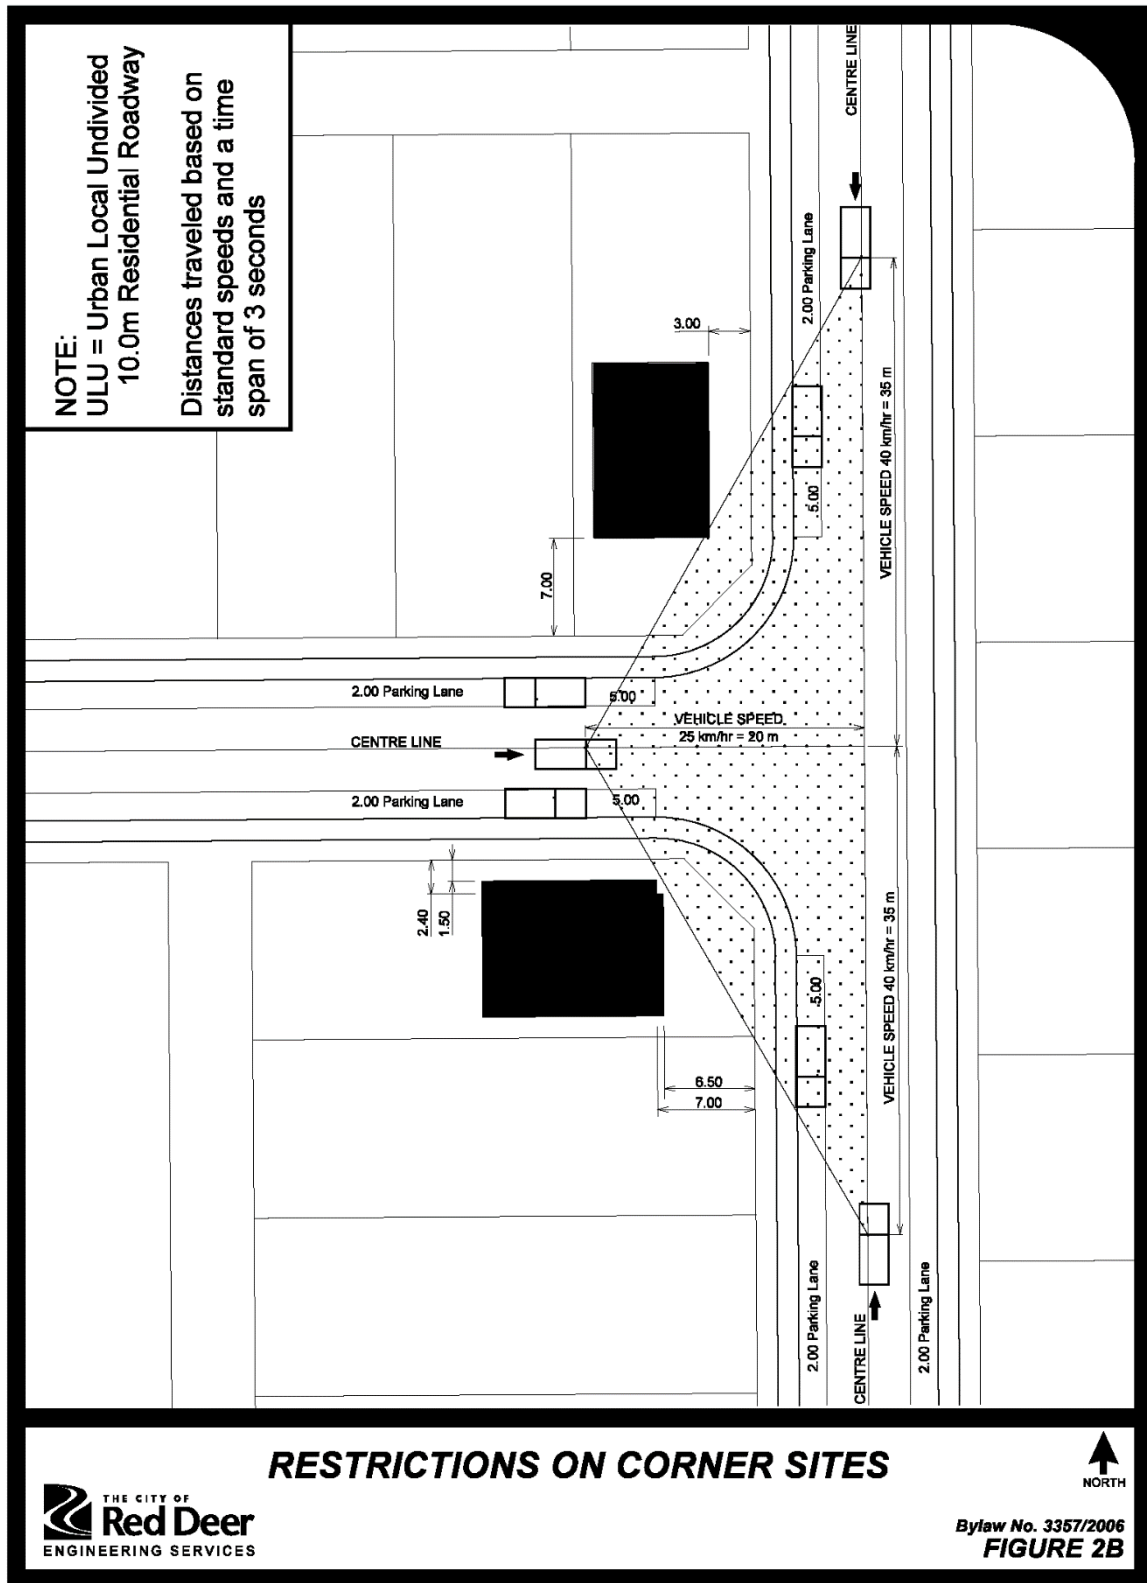 NOTE:
ULU = Urban Local Undivided
10.0m Residential Roadway
Distances traveled based on
standard speeds and a time
span of 3 seconds
CENTRE LINE
2.00 Parking Lane
3.00
VEHICLE SPEED 40 km/hr = 35 m
5.00
7.00
2.00 Parking Lane
5.00
VEHICLE SPEED
25 km/hr = 20 m
CENTRE LINE
2.00 Parking Lane
5.00
2.40
1.50
VEHICLE SPEED 40 km/hr = 35 m
5.00
6.50
7.00
2.00 Parking Lane
CENTRE LINE
2.00 Parking Lane
RESTRICTIONS ON CORNER SITES
NORTH
THE CITY OF
Red Deer
ENGINEERING SERVICES
Bylaw No. 3357/2006
FIGURE 2B